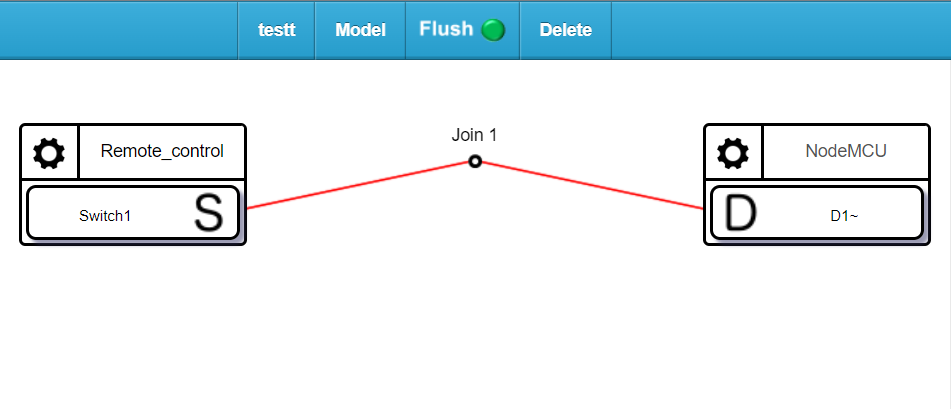 testt Model Flush Delete
Join 1
Remote_control
NodeMCU
Switch1 S
D D1~